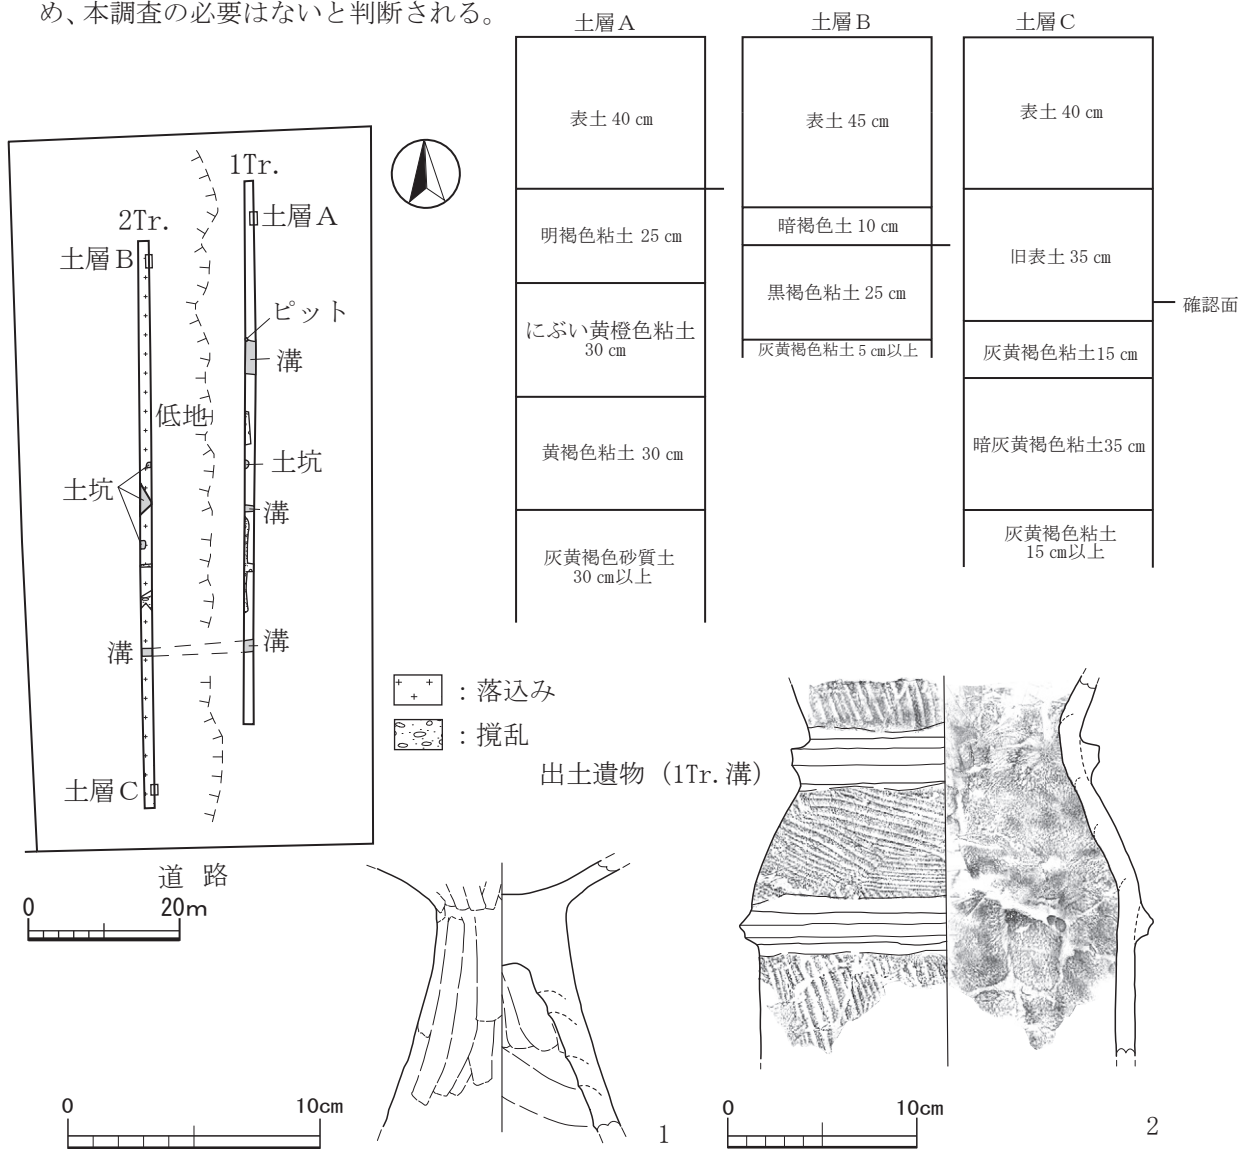 め、本調査の必要はないと判断される。
土層A
表土 40 cm
明褐色粘土 25 cm
にぶい黄橙色粘土
30 cm
黄褐色粘土 30 cm
灰黄褐色砂質土
30 cm以上
土層B
表土 45 cm
暗褐色土 10 cm
黒褐色粘土 25 cm
灰黄褐色粘土 5 cm以上
土層C
表土 40 cm
旧表土 35 cm
確認面
灰黄褐色粘土15 cm
暗灰黄褐色粘土35 cm
灰黄褐色粘土
15 cm以上
1Tr.
土層A
2Tr.
土層B
ピット
溝
低地
土坑
土坑
溝
溝
溝
土層C
道 路
0 20m
：落込み
：撹乱
出土遺物（1Tr.溝）
0 10cm
1
0 10cm
2